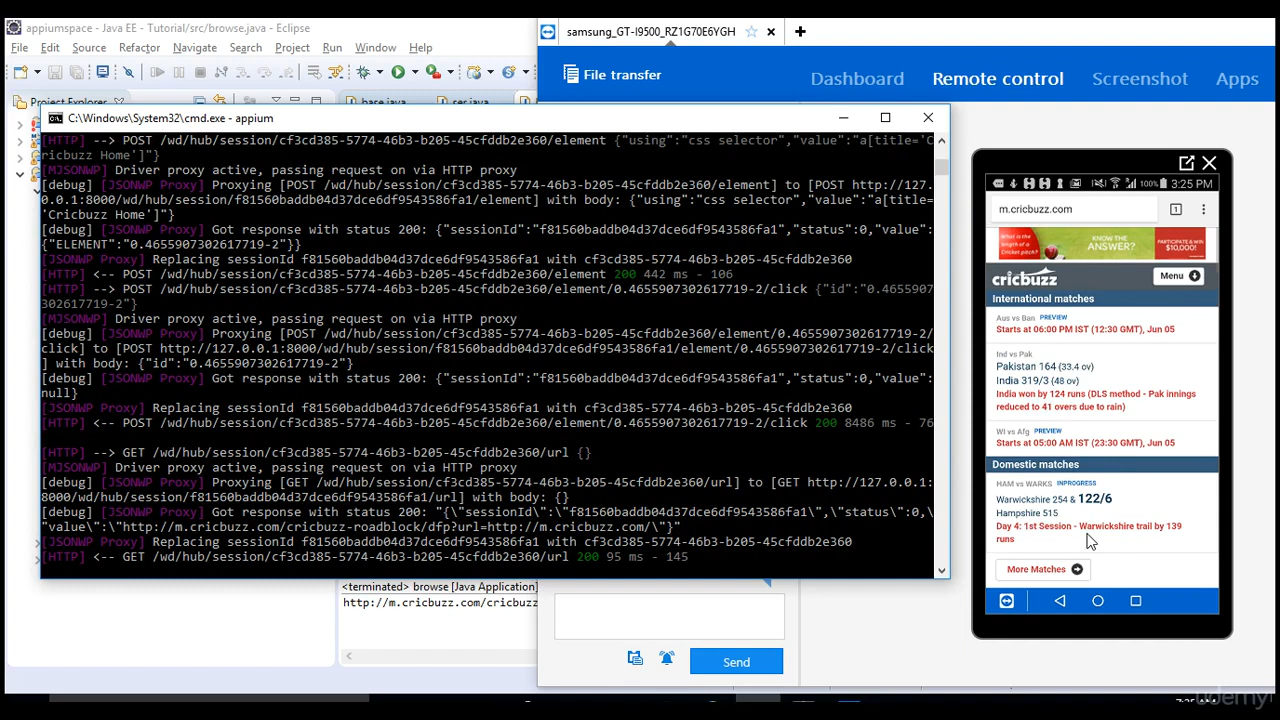 appiumspace - Java EE - Tutorial/src/browse.java - Eclipse
File Edit Source Refactor Navigate Search Project Run Window Help
Project Explorer
base.java
samsung_GT-I9500_RZ1G70E6YGH
File transfer
Dashboard Remote control Screenshot Apps
C:\Windows\System32\cmd.exe - appium
[HTTP] --> POST /wd/hub/session/cf3cd385-5774-46b3-b205-45cfddb2e360/element {"using":"css selector","value":"a[title='C
ricbuzz Home']"}
[MJSONWP] Driver proxy active, passing request on via HTTP proxy
[debug] [JSONWP Proxy] Proxying [POST /wd/hub/session/cf3cd385-5774-46b3-b205-45cfddb2e360/element] to [POST http://127.
0.0.1:8000/wd/hub/session/f81560baddb04d37dce6df9543586fa1/element] with body: {"using":"css selector","value":"a[title=
'Cricbuzz Home']"}
[debug] [JSONWP Proxy] Got response with status 200: {"sessionId":"f81560baddb04d37dce6df9543586fa1","status":0,"value":
{"ELEMENT":"0.4655907302617719-2"}}
[JSONWP Proxy] Replacing sessionId f81560baddb04d37dce6df9543586fa1 with cf3cd385-5774-46b3-b205-45cfddb2e360
[HTTP] <-- POST /wd/hub/session/cf3cd385-5774-46b3-b205-45cfddb2e360/element 200 442 ms - 106
[HTTP] --> POST /wd/hub/session/cf3cd385-5774-46b3-b205-45cfddb2e360/element/0.4655907302617719-2/click {"id":"0.4655907
302617719-2"}
[MJSONWP] Driver proxy active, passing request on via HTTP proxy
[debug] [JSONWP Proxy] Proxying [POST /wd/hub/session/cf3cd385-5774-46b3-b205-45cfddb2e360/element/0.4655907302617719-2/
click] to [POST http://127.0.0.1:8000/wd/hub/session/f81560baddb04d37dce6df9543586fa1/element/0.4655907302617719-2/click
] with body: {"id":"0.4655907302617719-2"}
[debug] [JSONWP Proxy] Got response with status 200: {"sessionId":"f81560baddb04d37dce6df9543586fa1","status":0,"value":
null}
[JSONWP Proxy] Replacing sessionId f81560baddb04d37dce6df9543586fa1 with cf3cd385-5774-46b3-b205-45cfddb2e360
[HTTP] <-- POST /wd/hub/session/cf3cd385-5774-46b3-b205-45cfddb2e360/element/0.4655907302617719-2/click 200 8486 ms - 76
[HTTP] --> GET /wd/hub/session/cf3cd385-5774-46b3-b205-45cfddb2e360/url {}
[MJSONWP] Driver proxy active, passing request on via HTTP proxy
[debug] [JSONWP Proxy] Proxying [GET /wd/hub/session/cf3cd385-5774-46b3-b205-45cfddb2e360/url] to [GET http://127.0.0.1:
8000/wd/hub/session/f81560baddb04d37dce6df9543586fa1/url] with body: {}
[debug] [JSONWP Proxy] Got response with status 200: "{\"sessionId\":\"f81560baddb04d37dce6df9543586fa1\",\"status\":0,\
"value\":\"http://m.cricbuzz.com/cricbuzz-roadblock/dfp?url=http://m.cricbuzz.com/\"}"
[JSONWP Proxy] Replacing sessionId f81560baddb04d37dce6df9543586fa1 with cf3cd385-5774-46b3-b205-45cfddb2e360
[HTTP] <-- GET /wd/hub/session/cf3cd385-5774-46b3-b205-45cfddb2e360/url 200 95 ms - 145
<terminated> browse [Java Application]
http://m.cricbuzz.com/cricbuzz
Send
100% 3:25 PM
m.cricbuzz.com 1
What is the length of a Cricket pitch? KNOW THE ANSWER? PARTICIPATE & WIN $10,000!
cricbuzz Menu
International matches
Aus vs Ban PREVIEW
Starts at 06:00 PM IST (12:30 GMT), Jun 05
Ind vs Pak
Pakistan 164 (33.4 ov)
India 319/3 (48 ov)
India won by 124 runs (DLS method - Pak innings
reduced to 41 overs due to rain)
WI vs Afg PREVIEW
Starts at 05:00 AM IST (23:30 GMT), Jun 05
Domestic matches
HAM vs WARKS INPROGRESS
Warwickshire 254 & 122/6
Hampshire 515
Day 4: 1st Session - Warwickshire trail by 139
runs
More Matches
udemy